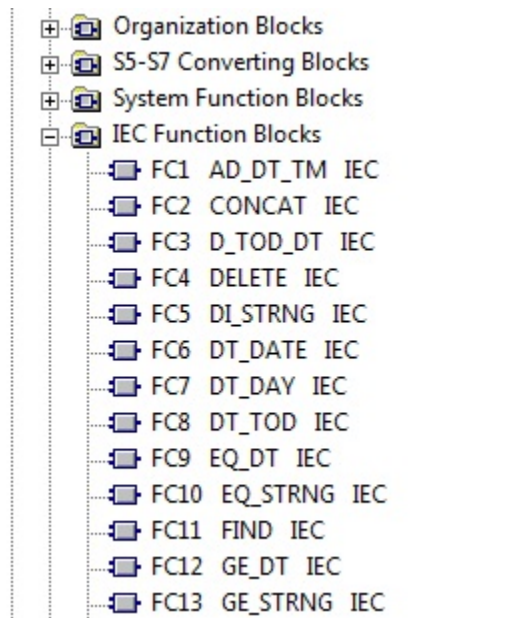 Organization Blocks
S5-S7 Converting Blocks
System Function Blocks
IEC Function Blocks
FC1 AD_DT_TM IEC
FC2 CONCAT IEC
FC3 D_TOD_DT IEC
FC4 DELETE IEC
FC5 DI_STRNG IEC
FC6 DT_DATE IEC
FC7 DT_DAY IEC
FC8 DT_TOD IEC
FC9 EQ_DT IEC
FC10 EQ_STRNG IEC
FC11 FIND IEC
FC12 GE_DT IEC
FC13 GE_STRNG IEC